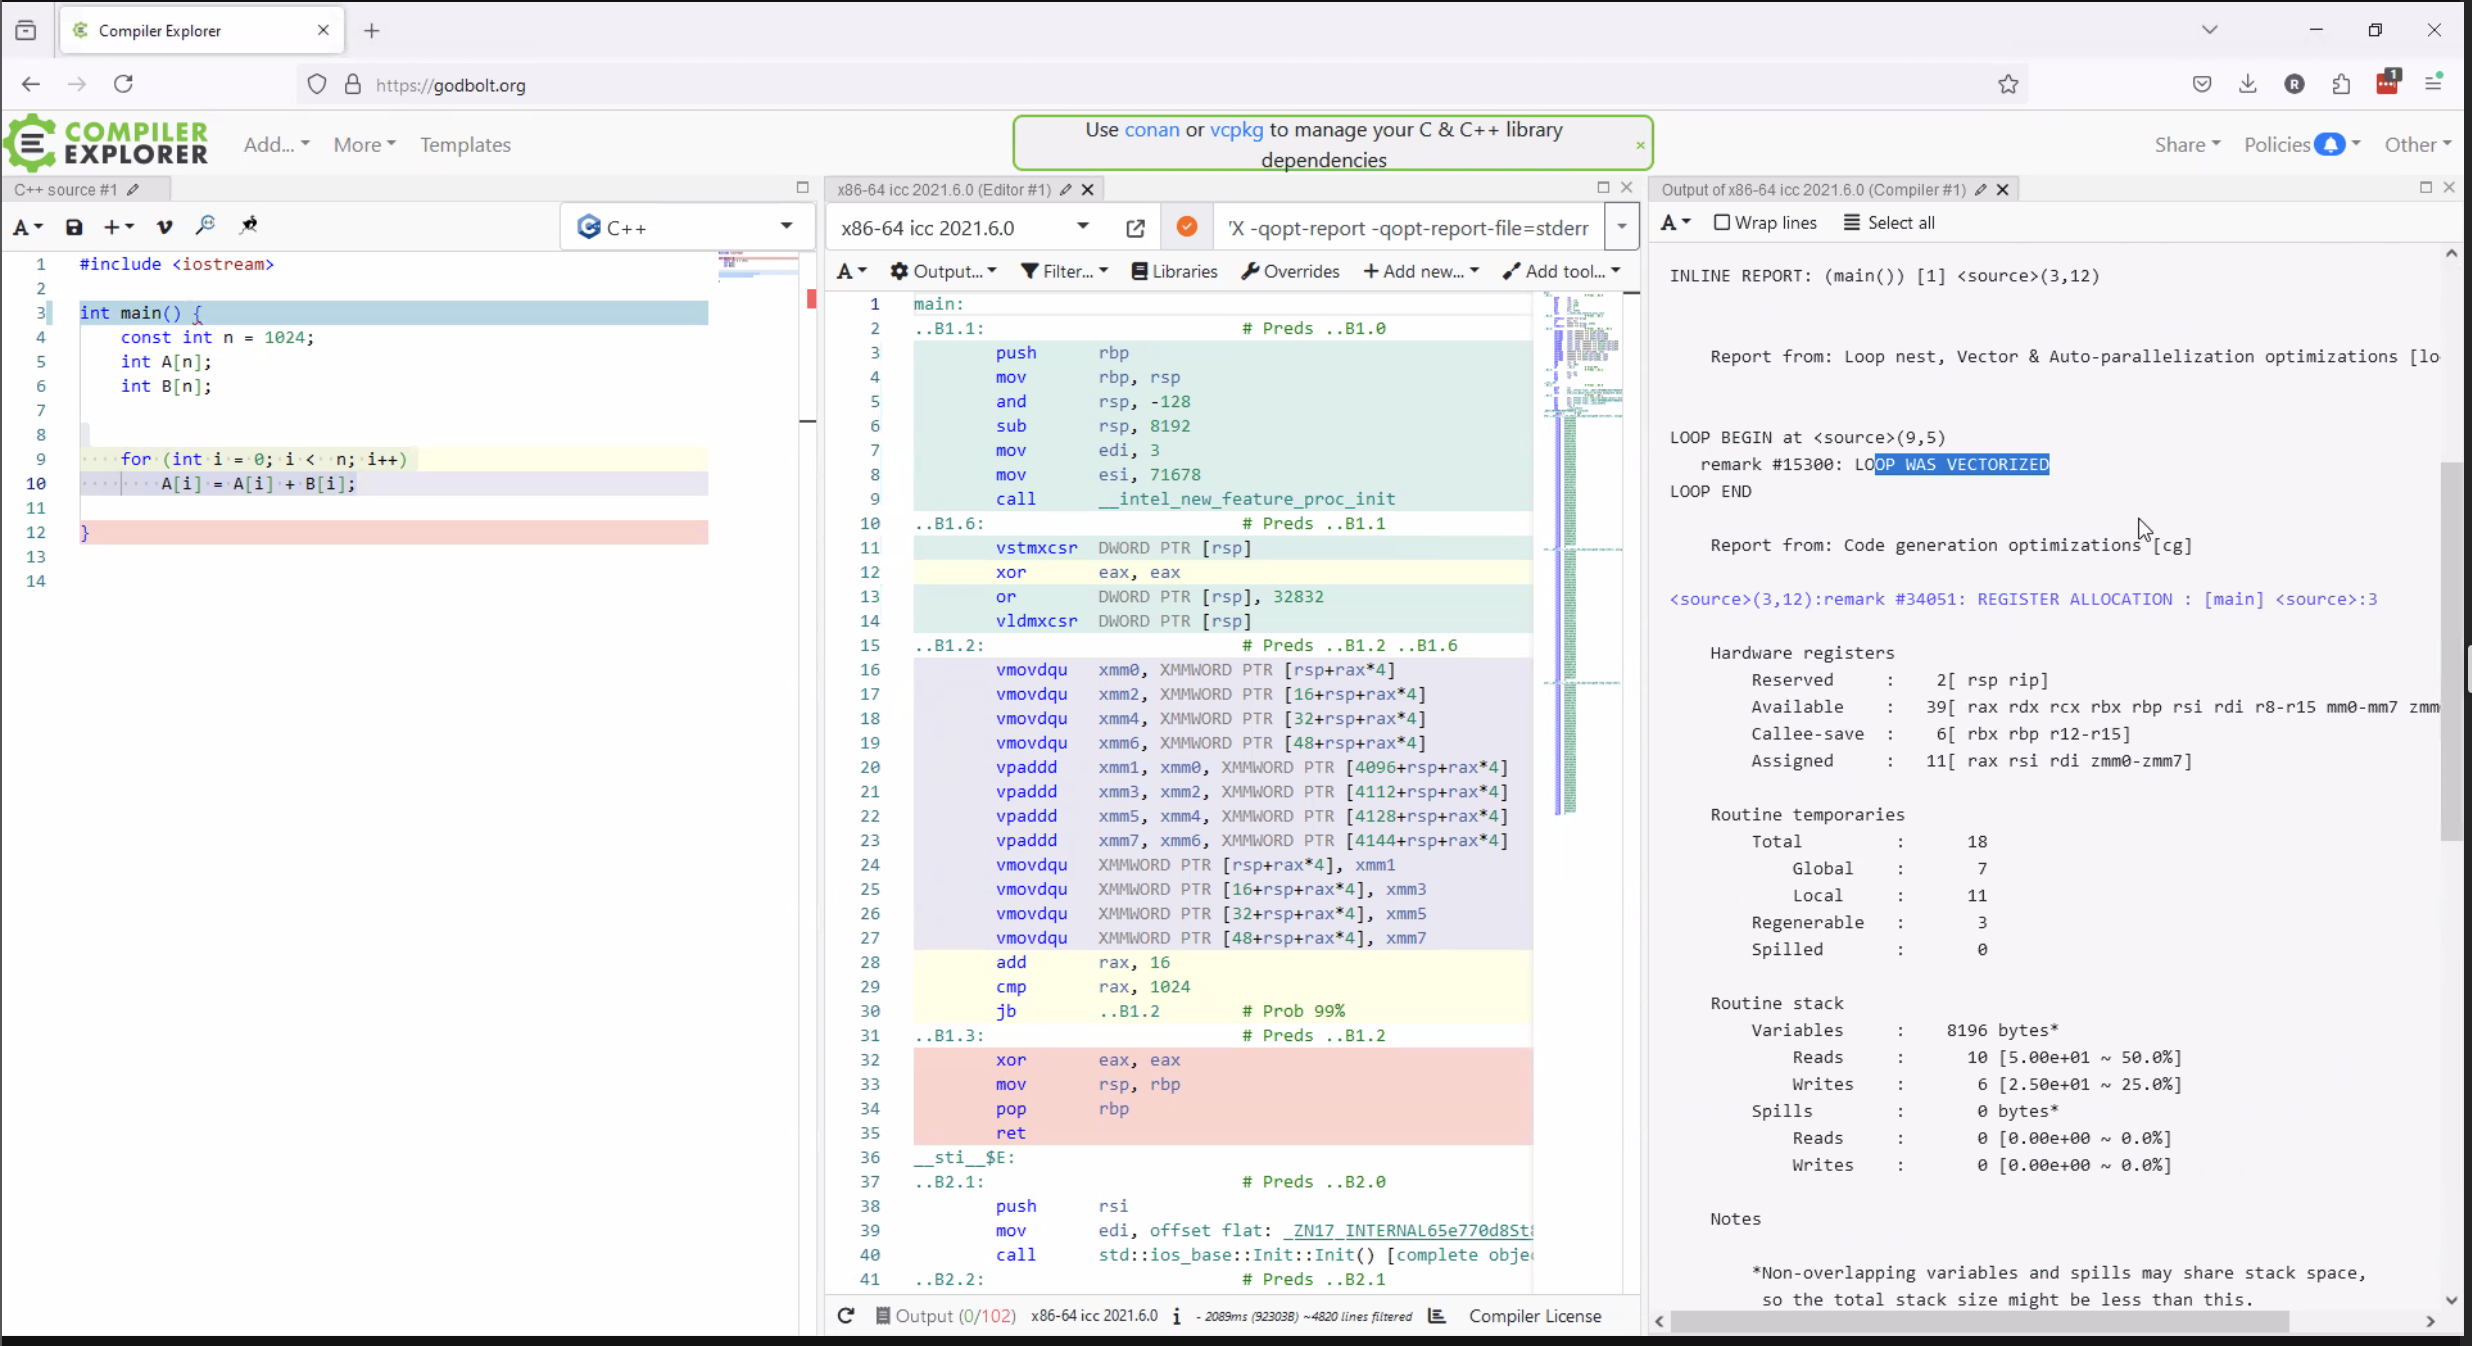 Compiler Explorer
https://godbolt.org
COMPILER
EXPLORER
Add...
More
Templates
Use conan or vcpkg to manage your C & C++ library
dependencies
Share
Policies
Other
C++ source #1
A
C++
1 #include <iostream>
2
3 int main() {
4 const int n = 1024;
5 int A[n];
6 int B[n];
7
8
9 for (int i = 0; i < n; i++)
10 A[i] = A[i] + B[i];
11
12 }
13
14
x86-64 icc 2021.6.0 (Editor #1)
x86-64 icc 2021.6.0
-qopt-report -qopt-report-file=stderr
A Output... Filter... Libraries Overrides + Add new... Add tool...
1 main:
2 ..B1.1: # Preds ..B1.0
3 push rbp
4 mov rbp, rsp
5 and rsp, -128
6 sub rsp, 8192
7 mov edi, 3
8 mov esi, 71678
9 call __intel_new_feature_proc_init
10 ..B1.6: # Preds ..B1.1
11 vstmxcsr DWORD PTR [rsp]
12 xor eax, eax
13 or DWORD PTR [rsp], 32832
14 vldmxcsr DWORD PTR [rsp]
15 ..B1.2: # Preds ..B1.2 ..B1.6
16 vmovdqu xmm0, XMMWORD PTR [rsp+rax*4]
17 vmovdqu xmm2, XMMWORD PTR [16+rsp+rax*4]
18 vmovdqu xmm4, XMMWORD PTR [32+rsp+rax*4]
19 vmovdqu xmm6, XMMWORD PTR [48+rsp+rax*4]
20 vpaddd xmm1, xmm0, XMMWORD PTR [4096+rsp+rax*4]
21 vpaddd xmm3, xmm2, XMMWORD PTR [4112+rsp+rax*4]
22 vpaddd xmm5, xmm4, XMMWORD PTR [4128+rsp+rax*4]
23 vpaddd xmm7, xmm6, XMMWORD PTR [4144+rsp+rax*4]
24 vmovdqu XMMWORD PTR [rsp+rax*4], xmm1
25 vmovdqu XMMWORD PTR [16+rsp+rax*4], xmm3
26 vmovdqu XMMWORD PTR [32+rsp+rax*4], xmm5
27 vmovdqu XMMWORD PTR [48+rsp+rax*4], xmm7
28 add rax, 16
29 cmp rax, 1024
30 jb ..B1.2 # Prob 99%
31 ..B1.3: # Preds ..B1.2
32 xor eax, eax
33 mov rsp, rbp
34 pop rbp
35 ret
36 __sti__$E:
37 ..B2.1: # Preds ..B2.0
38 push rsi
39 mov edi, offset flat: _ZN17_INTERNAL65e770d8St
40 call std::ios_base::Init::Init() [complete obje
41 ..B2.2: # Preds ..B2.1
Output (0/102) x86-64 icc 2021.6.0 i - 2089ms (92303B) ~4820 lines filtered Compiler License
Output of x86-64 icc 2021.6.0 (Compiler #1)
A Wrap lines Select all
INLINE REPORT: (main()) [1] <source>(3,12)
Report from: Loop nest, Vector & Auto-parallelization optimizations [lo
LOOP BEGIN at <source>(9,5)
remark #15300: LOOP WAS VECTORIZED
LOOP END
Report from: Code generation optimizations [cg]
<source>(3,12):remark #34051: REGISTER ALLOCATION : [main] <source>:3
Hardware registers
Reserved : 2[ rsp rip]
Available : 39[ rax rdx rcx rbx rbp rsi rdi r8-r15 mm0-mm7 zmm
Callee-save : 6[ rbx rbp r12-r15]
Assigned : 11[ rax rsi rdi zmm0-zmm7]
Routine temporaries
Total : 18
Global : 7
Local : 11
Regenerable : 3
Spilled : 0
Routine stack
Variables : 8196 bytes*
Reads : 10 [5.00e+01 ~ 50.0%]
Writes : 6 [2.50e+01 ~ 25.0%]
Spills : 0 bytes*
Reads : 0 [0.00e+00 ~ 0.0%]
Writes : 0 [0.00e+00 ~ 0.0%]
Notes
*Non-overlapping variables and spills may share stack space,
so the total stack size might be less than this.